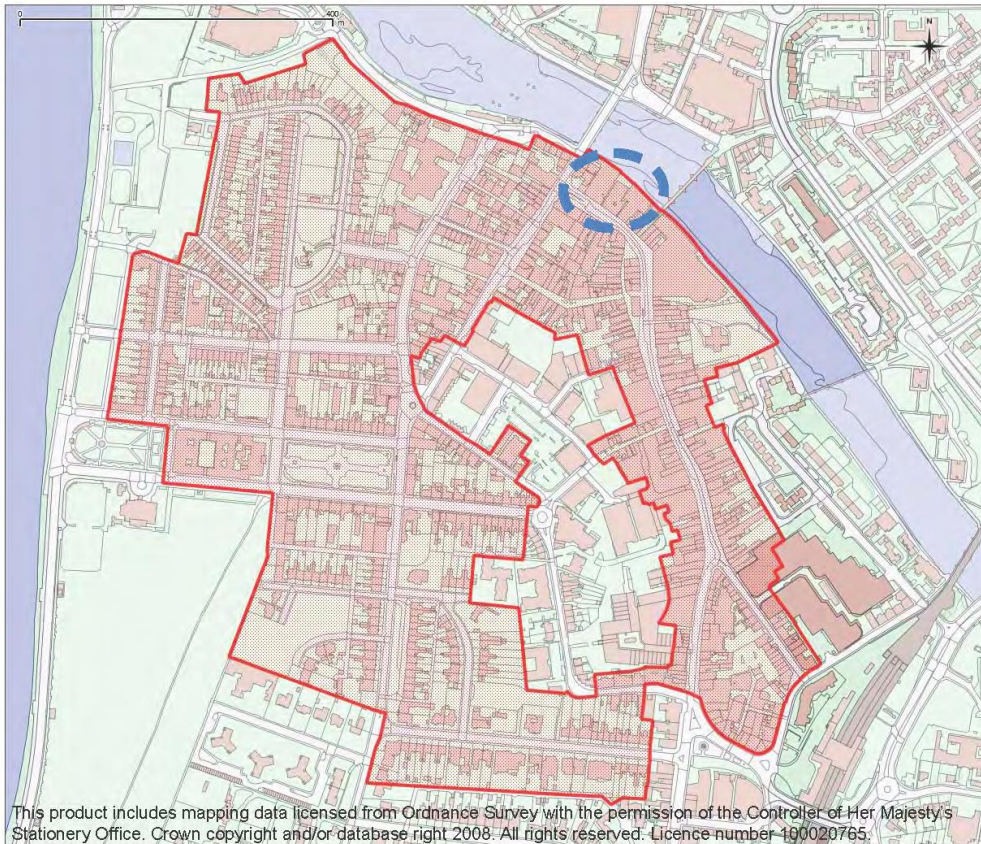 0 400
m
N
This product includes mapping data licensed from Ordnance Survey with the permission of the Controller of Her Majesty's
Stationery Office. Crown copyright and/or database right 2008. All rights reserved. Licence number 100020765.